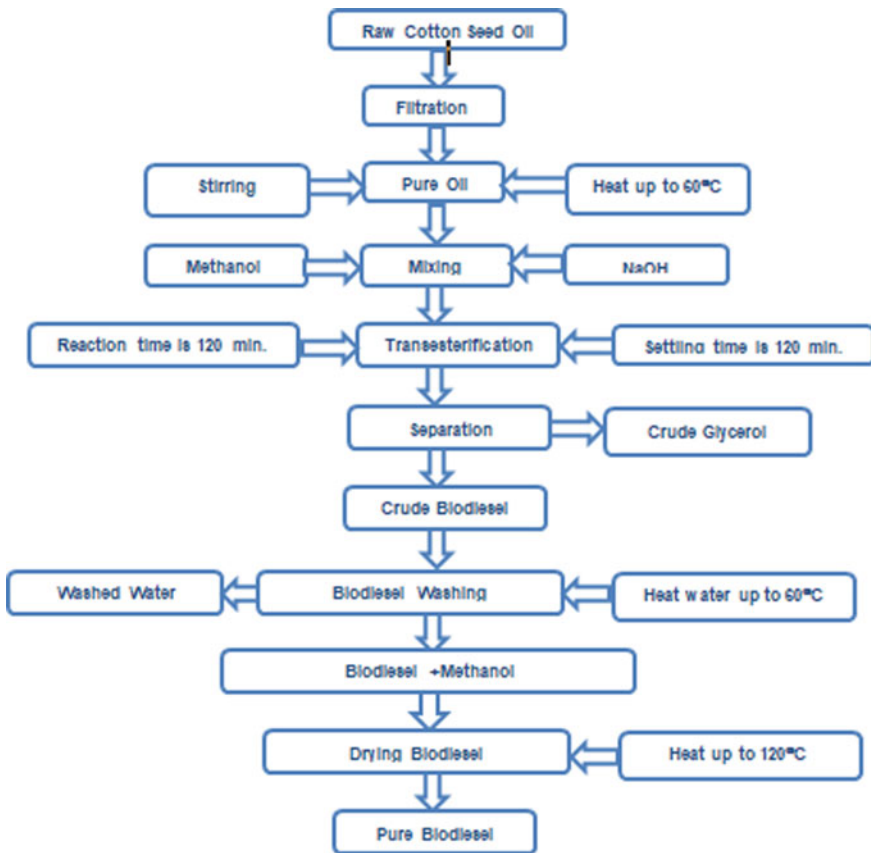 Raw Cotton Seed Oil
Filtration
Stirring
Pure Oil
Heat up to 60°C
Methanol
Mixing
NaOH
Reaction time is 120 min.
Transesterification
Settling time is 120 min.
Separation
Crude Glycerol
Crude Biodiesel
Washed Water
Biodiesel Washing
Heat water up to 60°C
Biodiesel +Methanol
Drying Biodiesel
Heat up to 120°C
Pure Biodiesel